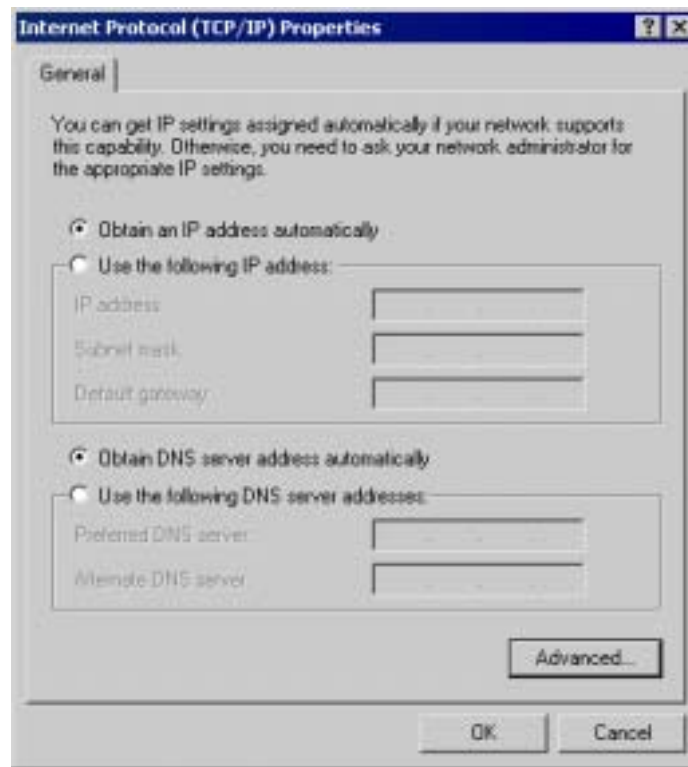 Internet Protocol (TCP/IP) Properties
General
You can get IP settings assigned automatically if your network supports
this capability. Otherwise, you need to ask your network administrator for
the appropriate IP settings.
Obtain an IP address automatically
Use the following IP address:
IP address
Subnet mask
Default gateway
Obtain DNS server address automatically
Use the following DNS server addresses:
Preferred DNS server
Alternate DNS server
Advanced...
OK
Cancel